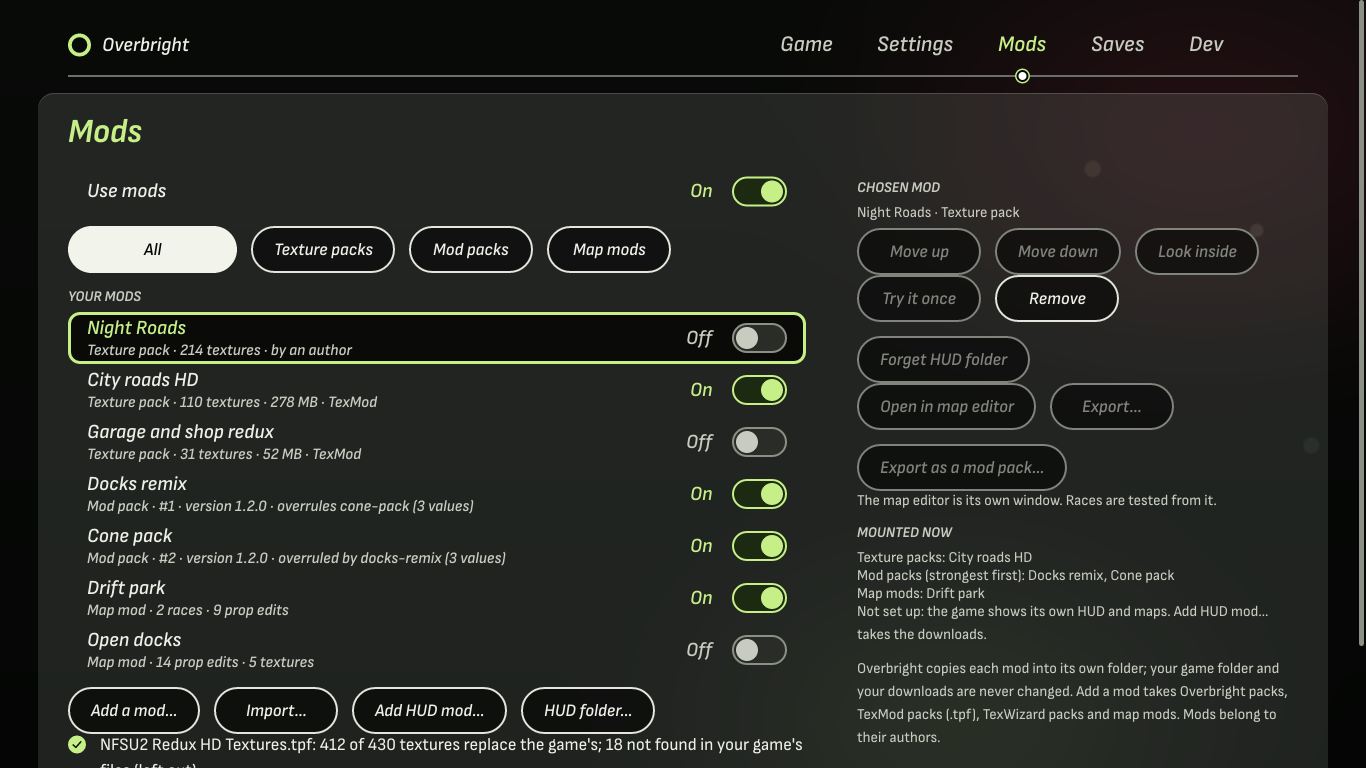 Overbright
Game Settings Mods Saves Dev
Mods
Use mods On
All Texture packs Mod packs Map mods
YOUR MODS
Night Roads Off
Texture pack · 214 textures · by an author
City roads HD On
Texture pack · 110 textures · 278 MB · TexMod
Garage and shop redux Off
Texture pack · 31 textures · 52 MB · TexMod
Docks remix On
Mod pack · #1 · version 1.2.0 · overrules cone-pack (3 values)
Cone pack On
Mod pack · #2 · version 1.2.0 · overruled by docks-remix (3 values)
Drift park On
Map mod · 2 races · 9 prop edits
Open docks Off
Map mod · 14 prop edits · 5 textures
Add a mod... Import... Add HUD mod... HUD folder...
NFSU2 Redux HD Textures.tpf: 412 of 430 textures replace the game's; 18 not found in your game's
files (left out)
CHOSEN MOD
Night Roads · Texture pack
Move up Move down Look inside
Try it once Remove
Forget HUD folder
Open in map editor Export...
Export as a mod pack...
The map editor is its own window. Races are tested from it.
MOUNTED NOW
Texture packs: City roads HD
Mod packs (strongest first): Docks remix, Cone pack
Map mods: Drift park
Not set up: the game shows its own HUD and maps. Add HUD mod...
takes the downloads.
Overbright copies each mod into its own folder; your game folder and
your downloads are never changed. Add a mod takes Overbright packs,
TexMod packs (.tpf), TexWizard packs and map mods. Mods belong to
their authors.